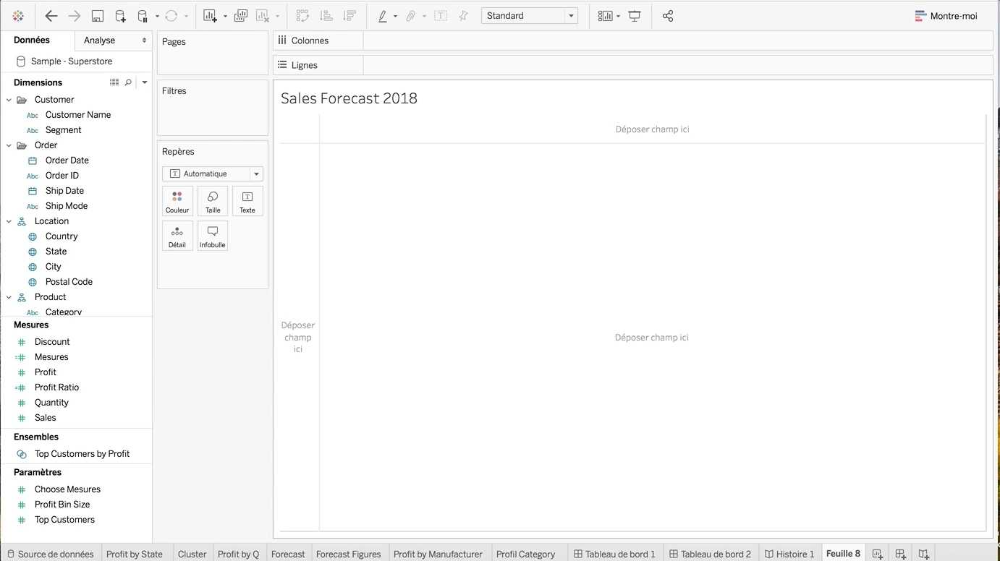 Standard
Montre-moi
Données
Analyse
Sample - Superstore
Dimensions
Customer
Abc Customer Name
Abc Segment
Order
Order Date
Abc Order ID
Ship Date
Abc Ship Mode
Location
Country
State
City
Postal Code
Product
Abc Category
Mesures
Discount
Mesures
Profit
Profit Ratio
Quantity
Sales
Ensembles
Top Customers by Profit
Paramètres
Choose Mesures
Profit Bin Size
Top Customers
Pages
Filtres
Repères
T Automatique
Couleur
Taille
T
Texte
Détail
Infobulle
Colonnes
Lignes
Sales Forecast 2018
Déposer champ ici
Déposer
champ
ici
Déposer champ ici
Source de données
Profit by State
Cluster
Profit by Q
Forecast
Forecast Figures
Profit by Manufacturer
Profil Category
Tableau de bord 1
Tableau de bord 2
Histoire 1
Feuille 8